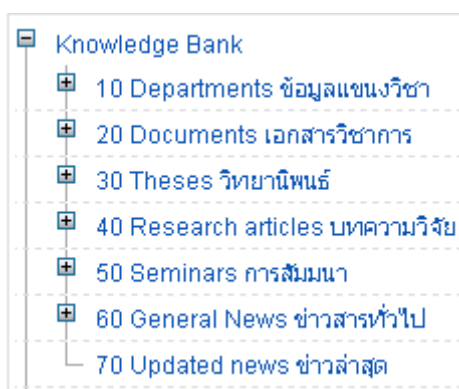 Knowledge Bank
10 Departments ข้อมูลแขนงวิชา
20 Documents เอกสารวิชาการ
30 Theses วิทยานิพนธ์
40 Research articles บทความวิจัย
50 Seminars การสัมมนา
60 General News ข่าวสารทั่วไป
70 Updated news ข่าวล่าสุด